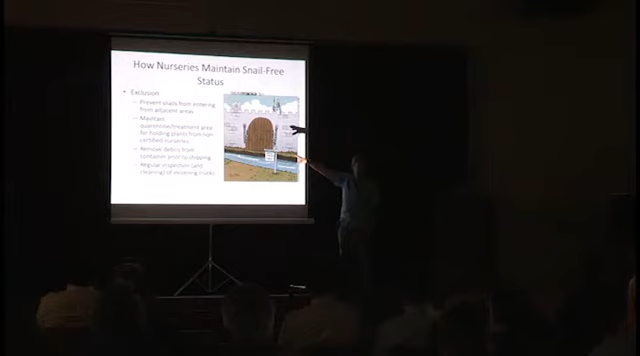 How Nurseries Maintain Snail-Free
Status
• Exclusion
– Prevent snails from entering
from adjacent areas
– Maintain
quarantine/treatment area
for holding plants from non-
certified nurseries
– Remove debris from
container prior to shipping
– Regular inspection (and
cleaning) of incoming trucks